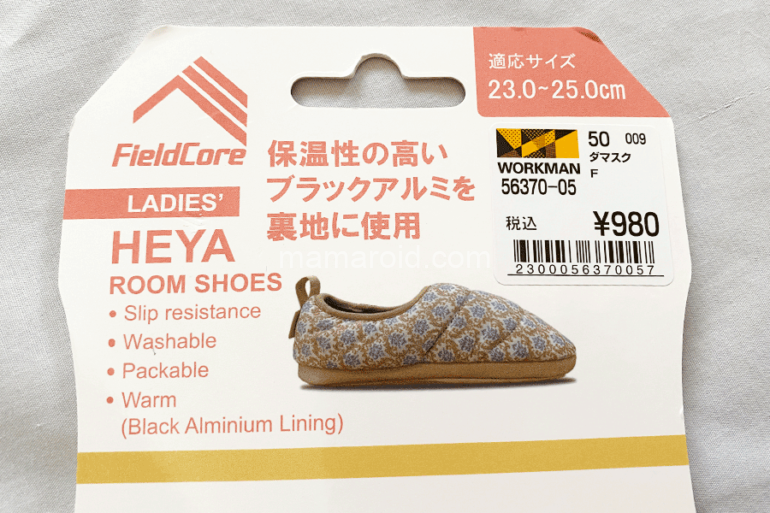 適応サイズ
23.0~25.0cm
FieldCore
保温性の高い
ブラックアルミを
裏地に使用
LADIES'
HEYA
ROOM SHOES
• Slip resistance
• Washable
• Packable
• Warm
(Black Alminium Lining)
WORKMAN
50 009
ダマスク
F
56370-05
税込 ¥980
2300056370057
mamaroid.com